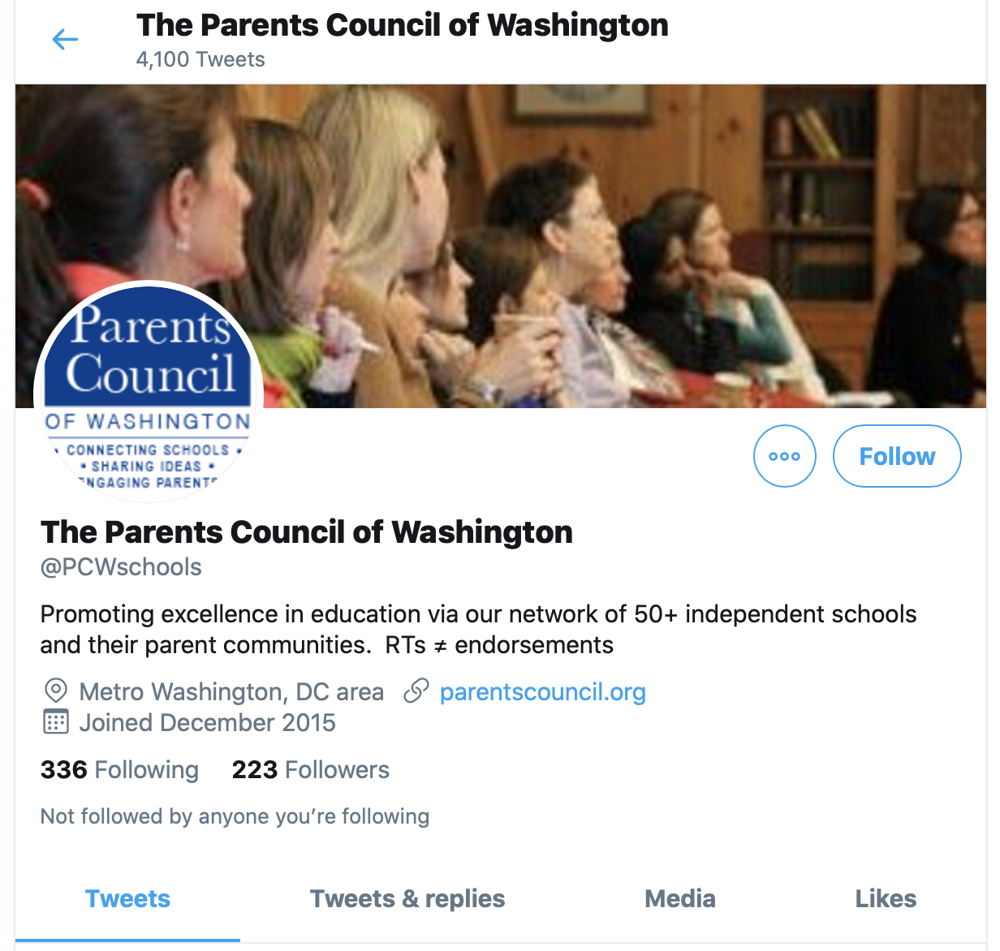 The Parents Council of Washington
4,100 Tweets
Parents
Council
OF WASHINGTON
• CONNECTING SCHOOLS •
• SHARING IDEAS •
ENGAGING PARENTS
Follow
The Parents Council of Washington
@PCWschools
Promoting excellence in education via our network of 50+ independent schools
and their parent communities.  RTs ≠ endorsements
Metro Washington, DC area parentscouncil.org
Joined December 2015
336 Following 223 Followers
Not followed by anyone you’re following
Tweets Tweets & replies Media Likes